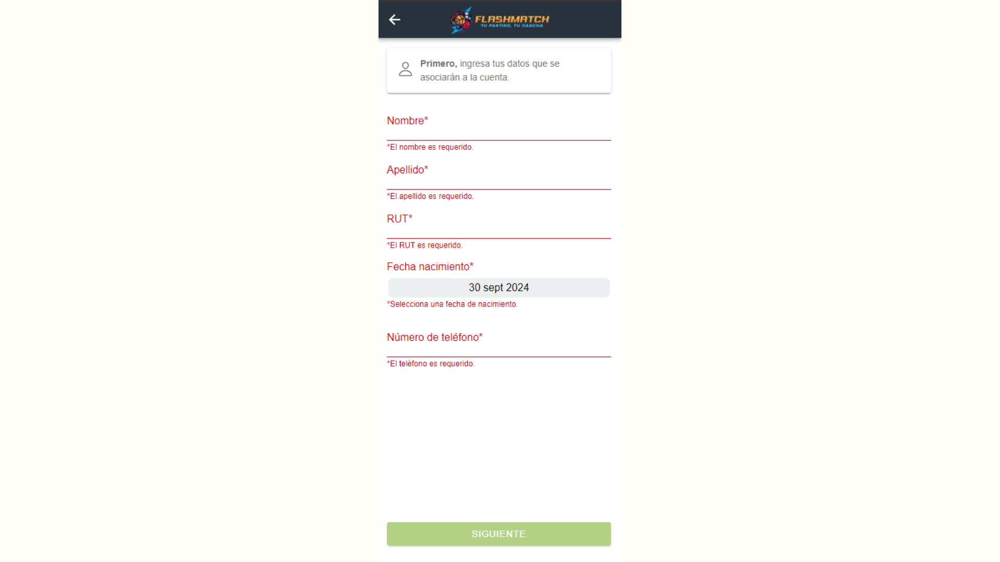 FLASHMATCH
TU PARTIDO, TU CANCHA
Primero, ingresa tus datos que se
asociarán a la cuenta.
Nombre*
*El nombre es requerido.
Apellido*
*El apellido es requerido.
RUT*
*El RUT es requerido.
Fecha nacimiento*
30 sept 2024
*Selecciona una fecha de nacimiento.
Número de teléfono*
*El teléfono es requerido.
SIGUIENTE